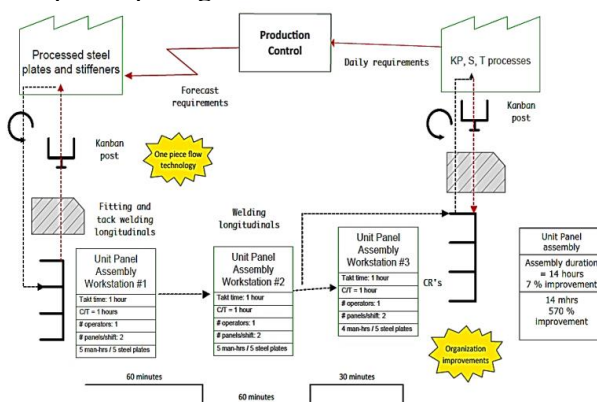 Processed steel
plates and stiffeners
Production
Control
KP, S, T processes
Daily requirements
Forecast
requirements
Kanban
post
One piece flow
technology
Kanban
post
Fitting and
tack welding
longitudinals
Welding
longitudinals
Unit Panel
Assembly
Workstation #1
Takt time: 1 hour
C/T = 1 hours
# operators: 1
# panels/shift: 2
5 man-hrs / 5 steel plates
Unit Panel
Assembly
Workstation #2
Takt time: 1 hour
C/T = 1 hour
# operators: 1
# panels/shift: 2
5 man-hrs / 5 steel plates
Unit Panel
Assembly
Workstation #3
Takt time: 1 hour
C/T = 1 hour
# operators: 1
# panels/shift: 2
4 man-hrs / 5 steel plates
CR's
Unit Panel
assembly
Assembly duration
= 14 hours
7 % improvement
14 mhrs
570 %
improvement
Organization
improvements
60 minutes
60 minutes
30 minutes